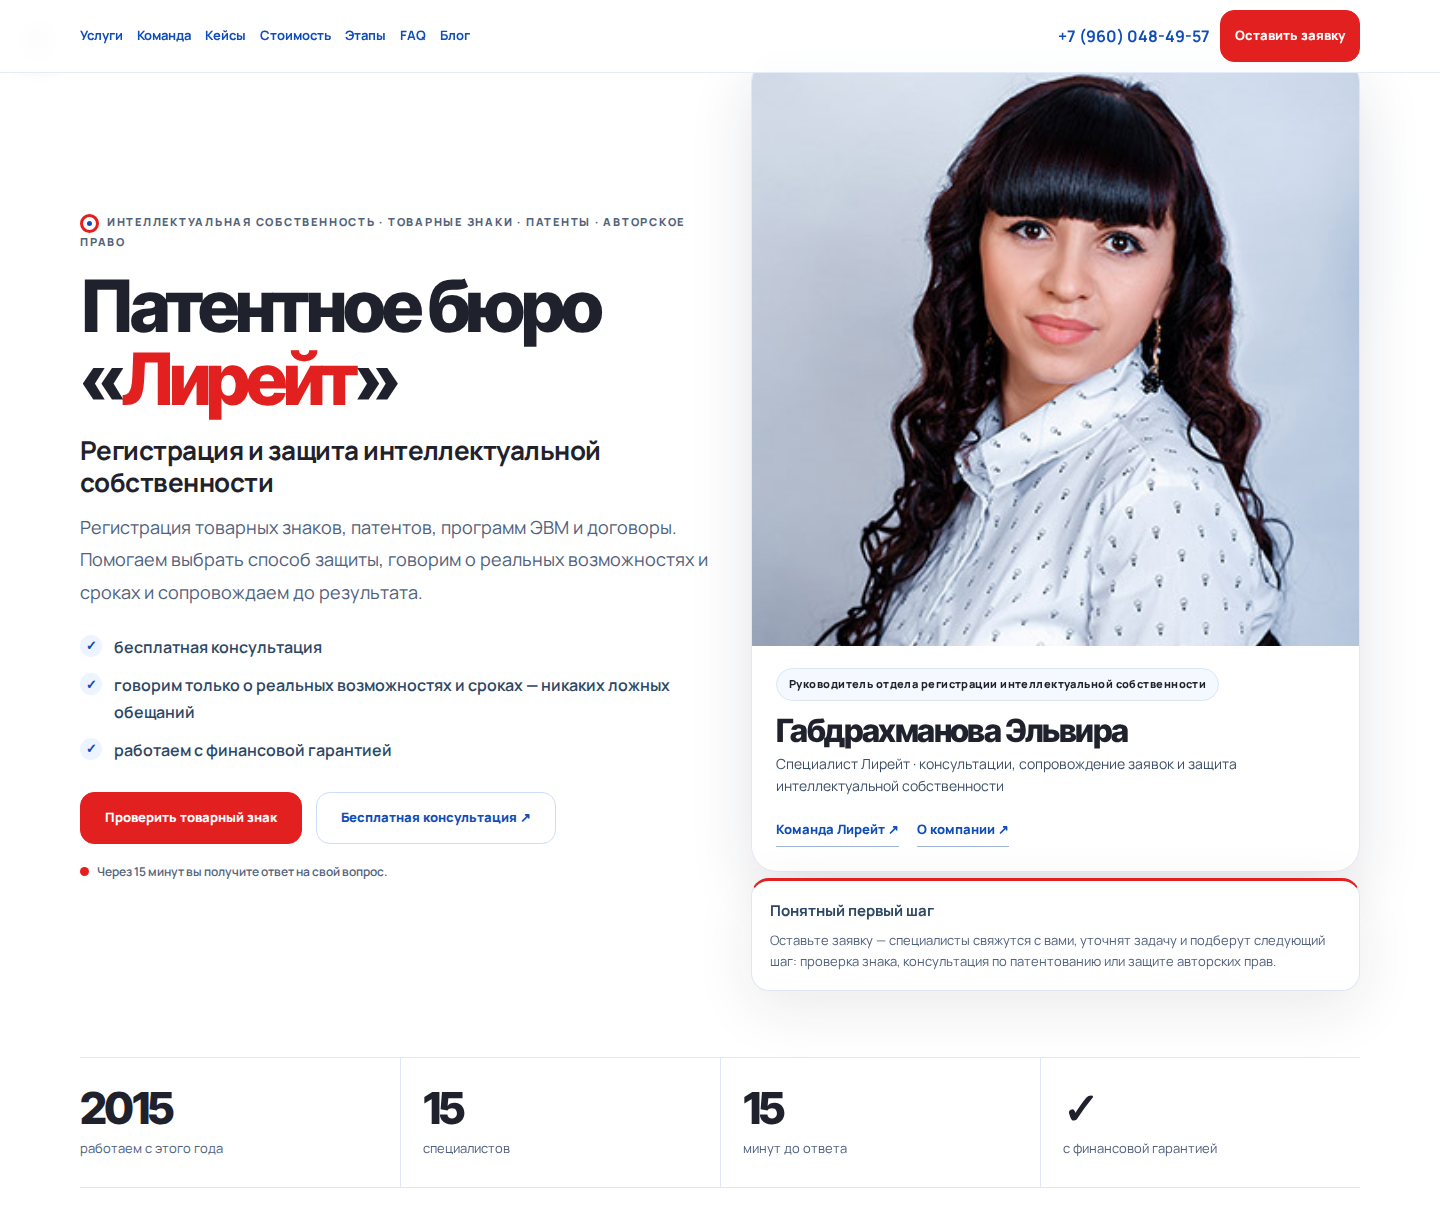 Услуги Команда Кейсы Стоимость Этапы FAQ Блог
+7 (960) 048-49-57
Оставить заявку
ИНТЕЛЛЕКТУАЛЬНАЯ СОБСТВЕННОСТЬ · ТОВАРНЫЕ ЗНАКИ · ПАТЕНТЫ · АВТОРСКОЕ
ПРАВО
Патентное бюро
«Лирейт»
Регистрация и защита интеллектуальной
собственности
Регистрация товарных знаков, патентов, программ ЭВМ и договоры.
Помогаем выбрать способ защиты, говорим о реальных возможностях и
сроках и сопровождаем до результата.
✓ бесплатная консультация
✓ говорим только о реальных возможностях и сроках — никаких ложных
обещаний
✓ работаем с финансовой гарантией
Проверить товарный знак
Бесплатная консультация ↗
Через 15 минут вы получите ответ на свой вопрос.
Руководитель отдела регистрации интеллектуальной собственности
Габдрахманова Эльвира
Специалист Лирейт · консультации, сопровождение заявок и защита
интеллектуальной собственности
Команда Лирейт ↗ О компании ↗
Понятный первый шаг
Оставьте заявку — специалисты свяжутся с вами, уточнят задачу и подберут следующий
шаг: проверка знака, консультация по патентованию или защите авторских прав.
2015
работаем с этого года
15
специалистов
15
минут до ответа
✓
с финансовой гарантией